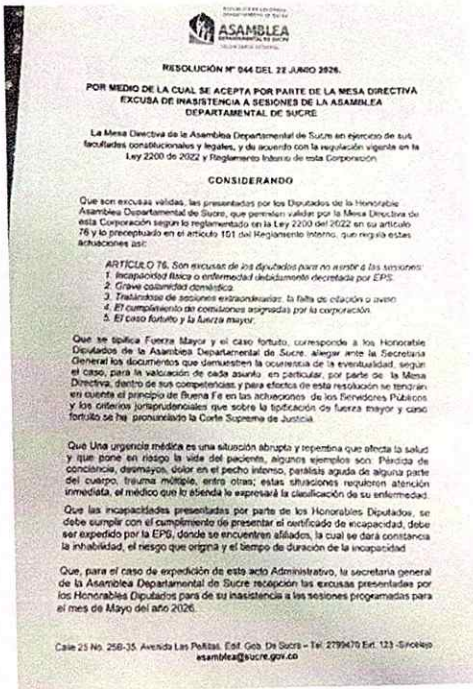 REPÚBLICA DE COLOMBIA
DEPARTAMENTO DE SUCRE
ASAMBLEA
DEPARTAMENTAL DE SUCRE
SECRETARÍA GENERAL
RESOLUCIÓN N° 044 DEL 22 JUNIO 2026.
POR MEDIO DE LA CUAL SE ACEPTA POR PARTE DE LA MESA DIRECTIVA
EXCUSA DE INASISTENCIA A SESIONES DE LA ASAMBLEA
DEPARTAMENTAL DE SUCRE
La Mesa Directiva de la Asamblea Departamental de Sucre en ejercicio de sus
facultades constitucionales y legales, y de acuerdo con la regulación vigente en la
Ley 2200 de 2022 y Reglamento Interno de esta Corporación
CONSIDERANDO
Que son excusas validas, las presentadas por los Diputados de la Honorable
Asamblea Departamental de Sucre, que permiten validar por la Mesa Directiva de
esta Corporación según lo reglamentado en la Ley 2200 del 2022 en su artículo
76 y lo preceptuado en el artículo 101 del Reglamento Interno, que regula estas
actuaciones así:
ARTÍCULO 76. Son excusas de los diputados para no asistir a las sesiones:
1. Incapacidad física o enfermedad debidamente decretada por EPS.
2. Grave calamidad doméstica.
3. Tratándose de sesiones extraordinarias, la falta de citación o aviso
4. El cumplimiento de comisiones asignadas por la corporación.
5. El caso fortuito y la fuerza mayor.
Que se tipifica Fuerza Mayor y el caso fortuito, corresponde a los Honorable
Diputados de la Asamblea Departamental de Sucre, allegar ante la Secretaria
General los documentos que demuestren la ocurrencia de la eventualidad, según
el caso, para la valoración de cada asunto en particular, por parte de la Mesa
Directiva, dentro de sus competencias y para efectos de esta resolución se tendrán
en cuenta el principio de Buena Fe en las actuaciones de los Servidores Públicos
y los criterios jurisprudenciales que sobre la tipificación de fuerza mayor y caso
fortuito se ha pronunciado la Corte Suprema de Justicia.
Que Una urgencia médica es una situación abrupta y repentina que afecta la salud
y que pone en riesgo la vida del paciente, algunos ejemplos son: Pérdida de
conciencia, desmayos, dolor en el pecho intenso, parálisis aguda de alguna parte
del cuerpo, trauma múltiple, entre otros; estas situaciones requieren atención
inmediata, el médico que lo atienda le expresará la clasificación de su enfermedad.
Que las incapacidades presentadas por parte de los Honorables Diputados, se
debe cumplir con el cumplimiento de presentar el certificado de incapacidad, debe
ser expedido por la EPS, donde se encuentren afiliados, la cual se dará constancia
la inhabilidad, el riesgo que origina y el tiempo de duración de la incapacidad
Que, para el caso de expedición de este acto Administrativo, la secretaria general
de la Asamblea Departamental de Sucre recepción las excusas presentadas por
los Honorables Diputados para de su inasistencia a las sesiones programadas para
el mes de Mayo del año 2026.
Calle 25 No. 25B-35. Avenida Las Peñitas. Edif. Gob. De Sucre – Tel. 2799470 Ext. 123 -Sincelejo
asamblea@sucre.gov.co